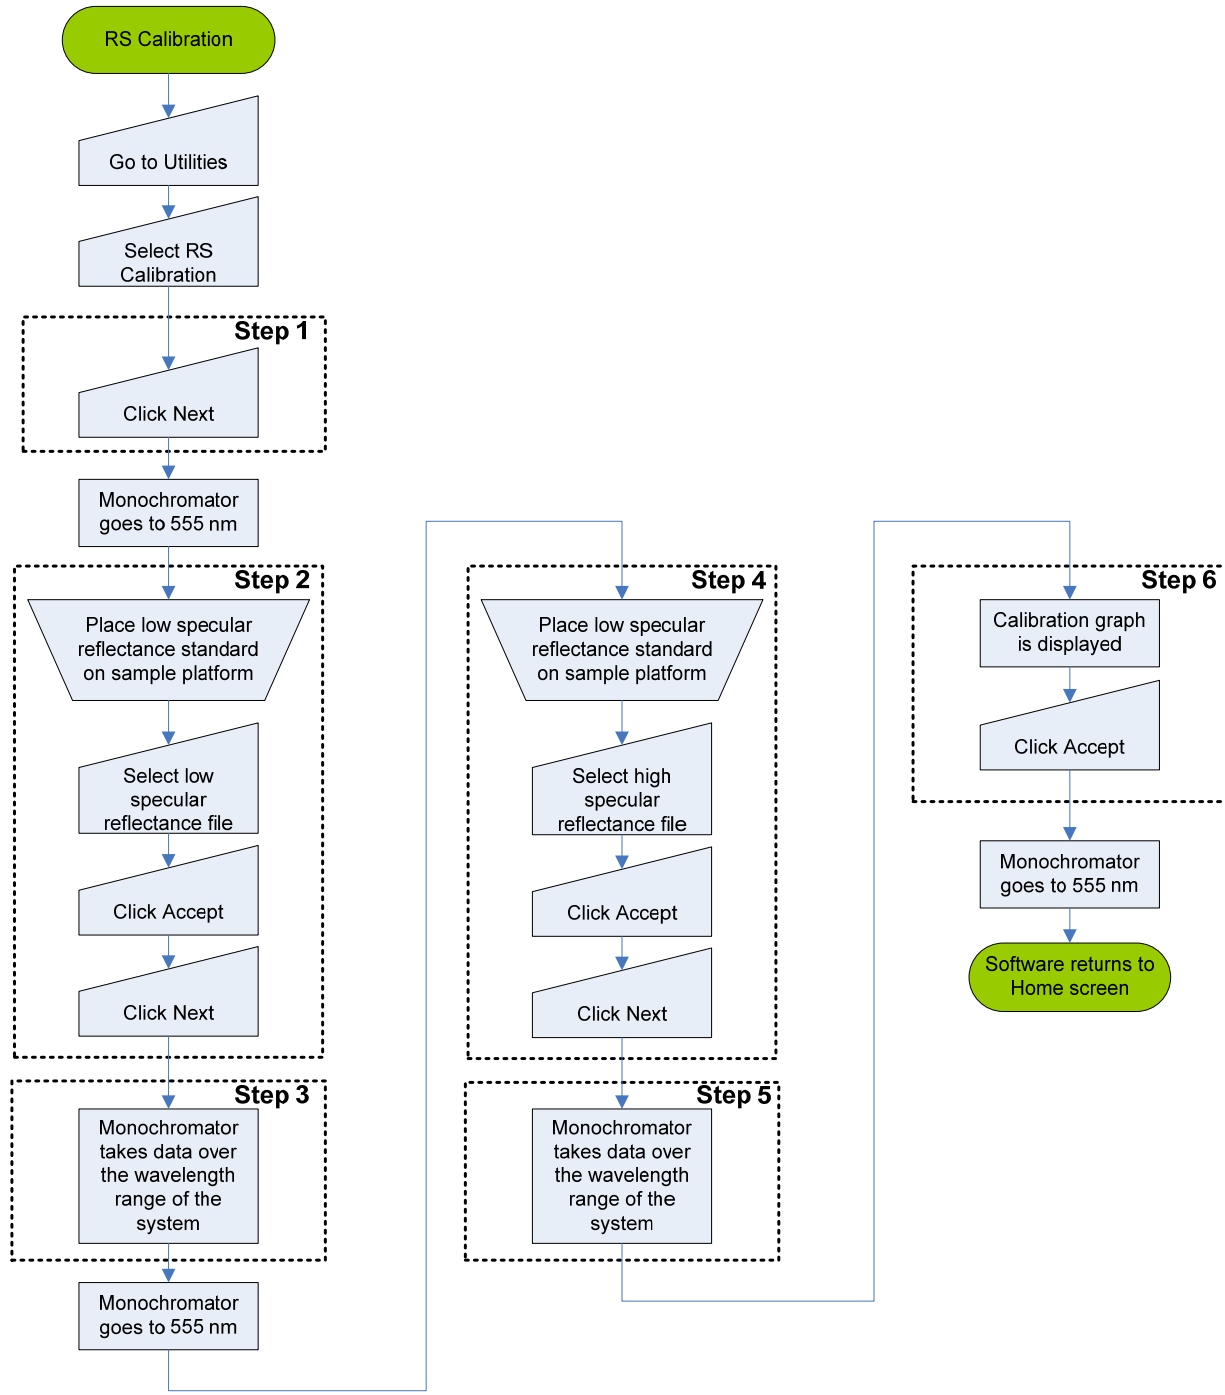 RS Calibration
Go to Utilities
Select RS
Calibration
Step 1
Click Next
Monochromator
goes to 555 nm
Step 2
Place low specular
reflectance standard
on sample platform
Select low
specular
reflectance file
Click Accept
Click Next
Step 3
Monochromator
takes data over
the wavelength
range of the
system
Monochromator
goes to 555 nm
Step 4
Place low specular
reflectance standard
on sample platform
Select high
specular
reflectance file
Click Accept
Click Next
Step 5
Monochromator
takes data over
the wavelength
range of the
system
Step 6
Calibration graph
is displayed
Click Accept
Monochromator
goes to 555 nm
Software returns to
Home screen